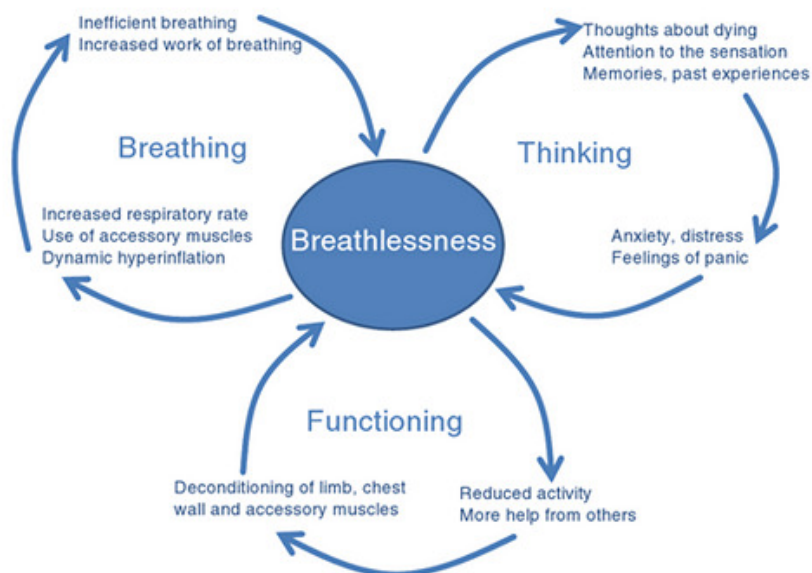 Inefficient breathing
Increased work of breathing
Breathing
Increased respiratory rate
Use of accessory muscles
Dynamic hyperinflation
Breathlessness
Thoughts about dying
Attention to the sensation
Memories, past experiences
Thinking
Anxiety, distress
Feelings of panic
Functioning
Reduced activity
More help from others
Deconditioning of limb, chest
wall and accessory muscles